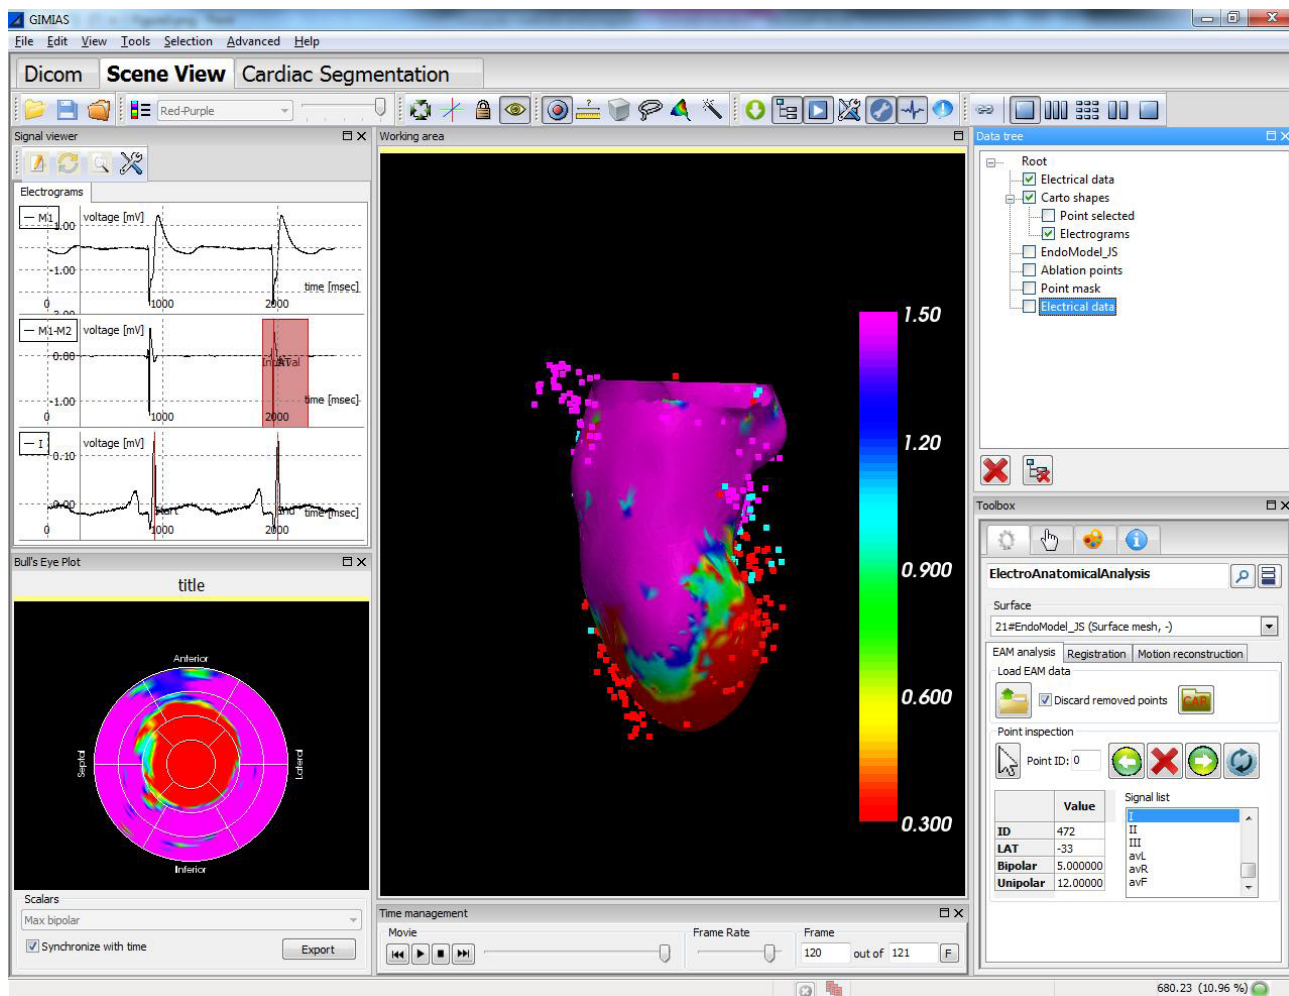 GIMIAS
File Edit View Tools Selection Advanced Help
Dicom Scene View Cardiac Segmentation
Red-Purple
Signal viewer
Electrograms
M1 voltage [mV]
1.00
-1.00
time [msec]
0 1000 2000
M1-M2 voltage [mV]
0.00
-1.00
time [msec]
0 1000 2000
I voltage [mV]
0.10
0.00
time [msec]
0 1000 2000
Bull's Eye Plot
title
Anterior
Septal
Lateral
Inferior
Scalars
Max bipolar
Synchronize with time
Export
Working area
1.50
1.20
0.900
0.600
0.300
Time management
Movie
Frame Rate
Frame
120 out of 121 F
Data tree
Root
Electrical data
Carto shapes
Point selected
Electrograms
EndoModel_JS
Ablation points
Point mask
Electrical data
Toolbox
ElectroAnatomicalAnalysis
Surface
21#EndoModel_JS (Surface mesh, -)
EAM analysis Registration Motion reconstruction
Load EAM data
Discard removed points
CAR
Point inspection
Point ID: 0
Value
ID 472
LAT -33
Bipolar 5.000000
Unipolar 12.00000
Signal list
I
II
III
avL
avR
avF
680.23 (10.96 %)